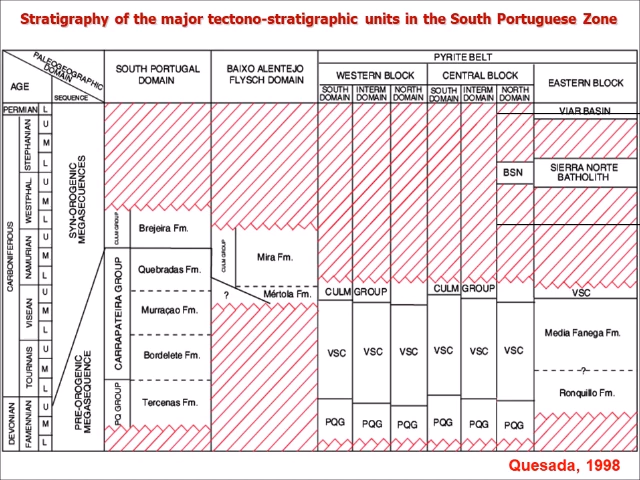 Stratigraphy of the major tectono-stratigraphic units in the South Portuguese Zone
PALEOGEOGRAPHIC
DOMAIN
AGE
SEQUENCE
SOUTH PORTUGAL
DOMAIN
BAIXO ALENTEJO
FLYSCH DOMAIN
PYRITE BELT
WESTERN BLOCK
CENTRAL BLOCK
EASTERN BLOCK
SOUTH
DOMAIN
INTERM
DOMAIN
NORTH
DOMAIN
SOUTH
DOMAIN
INTERM
DOMAIN
NORTH
DOMAIN
PERMIAN
L
CARBONIFEROUS
STEPHANIAN
U
M
L
WESTPHAL
U
M
L
NAMURIAN
U
M
L
VISEAN
U
M
L
TOURNAIS
U
M
L
DEVONIAN
FAMENNIAN
U
M
L
SYN-OROGENIC
MEGASECUENCES
PRE-OROGENIC
MEGASEQUENCE
CULM GROUP
Brejeira Fm.
CARRAPATEIRA GROUP
Quebradas Fm.
Murraçao Fm.
Bordelete Fm.
PQ GROUP
Tercenas Fm.
CULM GROUP
Mira Fm.
?
Mértola Fm.
CULM GROUP
VSC
VSC
VSC
PQG
PQG
PQG
CULM GROUP
VSC
VSC
VSC
PQG
PQG
PQG
BSN
VIAR BASIN
SIERRA NORTE
BATHOLITH
VSC
Media Fanega Fm.
?
Ronquillo Fm.
Quesada, 1998